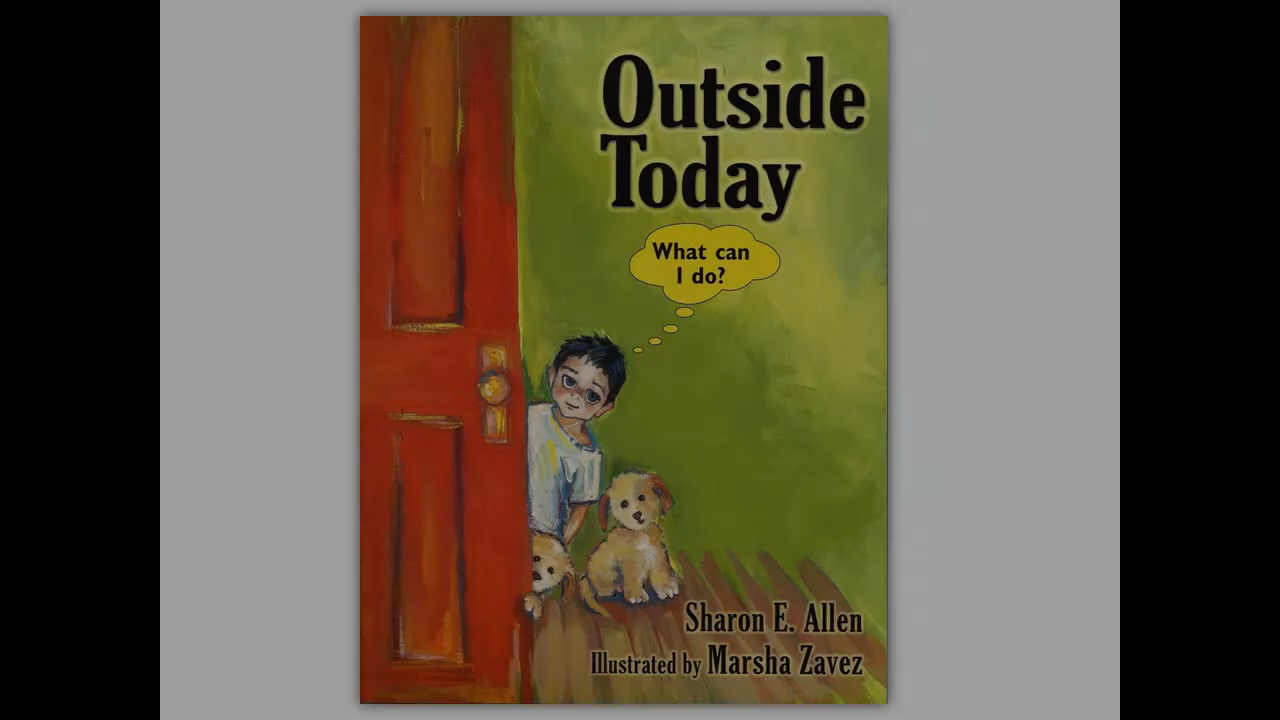 Outside
Today
What can
I do?
Sharon E. Allen
Illustrated by Marsha Zavez